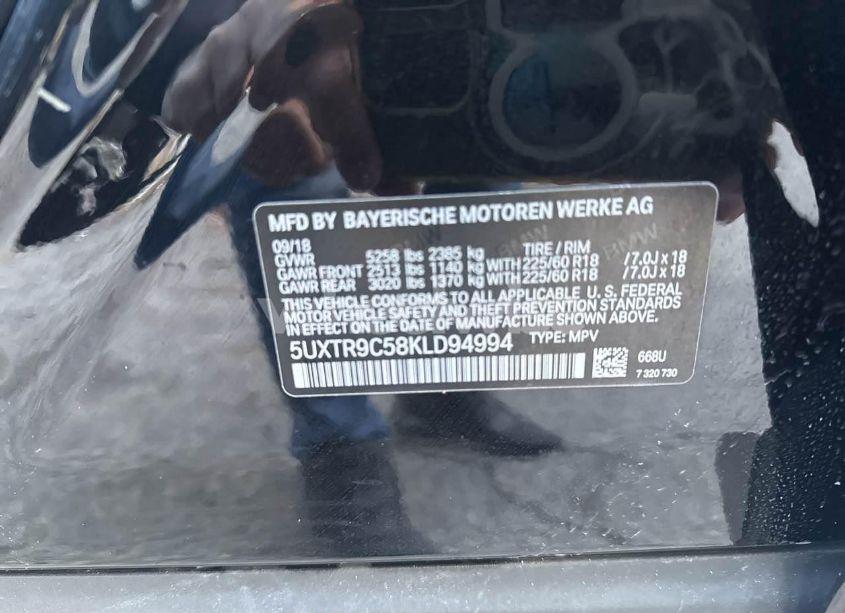 MFD BY BAYERISCHE MOTOREN WERKE AG
09/18 TIRE / RIM
GVWR 5258 lbs 2385 kg
GAWR FRONT 2513 lbs 1140 kg WITH 225/60 R18 /7.0J x 18
GAWR REAR 3020 lbs 1370 kg WITH 225/60 R18 /7.0J x 18
THIS VEHICLE CONFORMS TO ALL APPLICABLE U. S. FEDERAL
MOTOR VEHICLE SAFETY AND THEFT PREVENTION STANDARDS
IN EFFECT ON THE DATE OF MANUFACTURE SHOWN ABOVE.
5UXTR9C58KLD94994 TYPE: MPV
668U
7 320 730
BMW